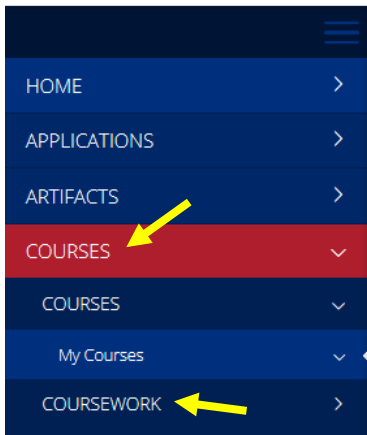 HOME
APPLICATIONS
ARTIFACTS
COURSES
COURSES
My Courses
COURSEWORK